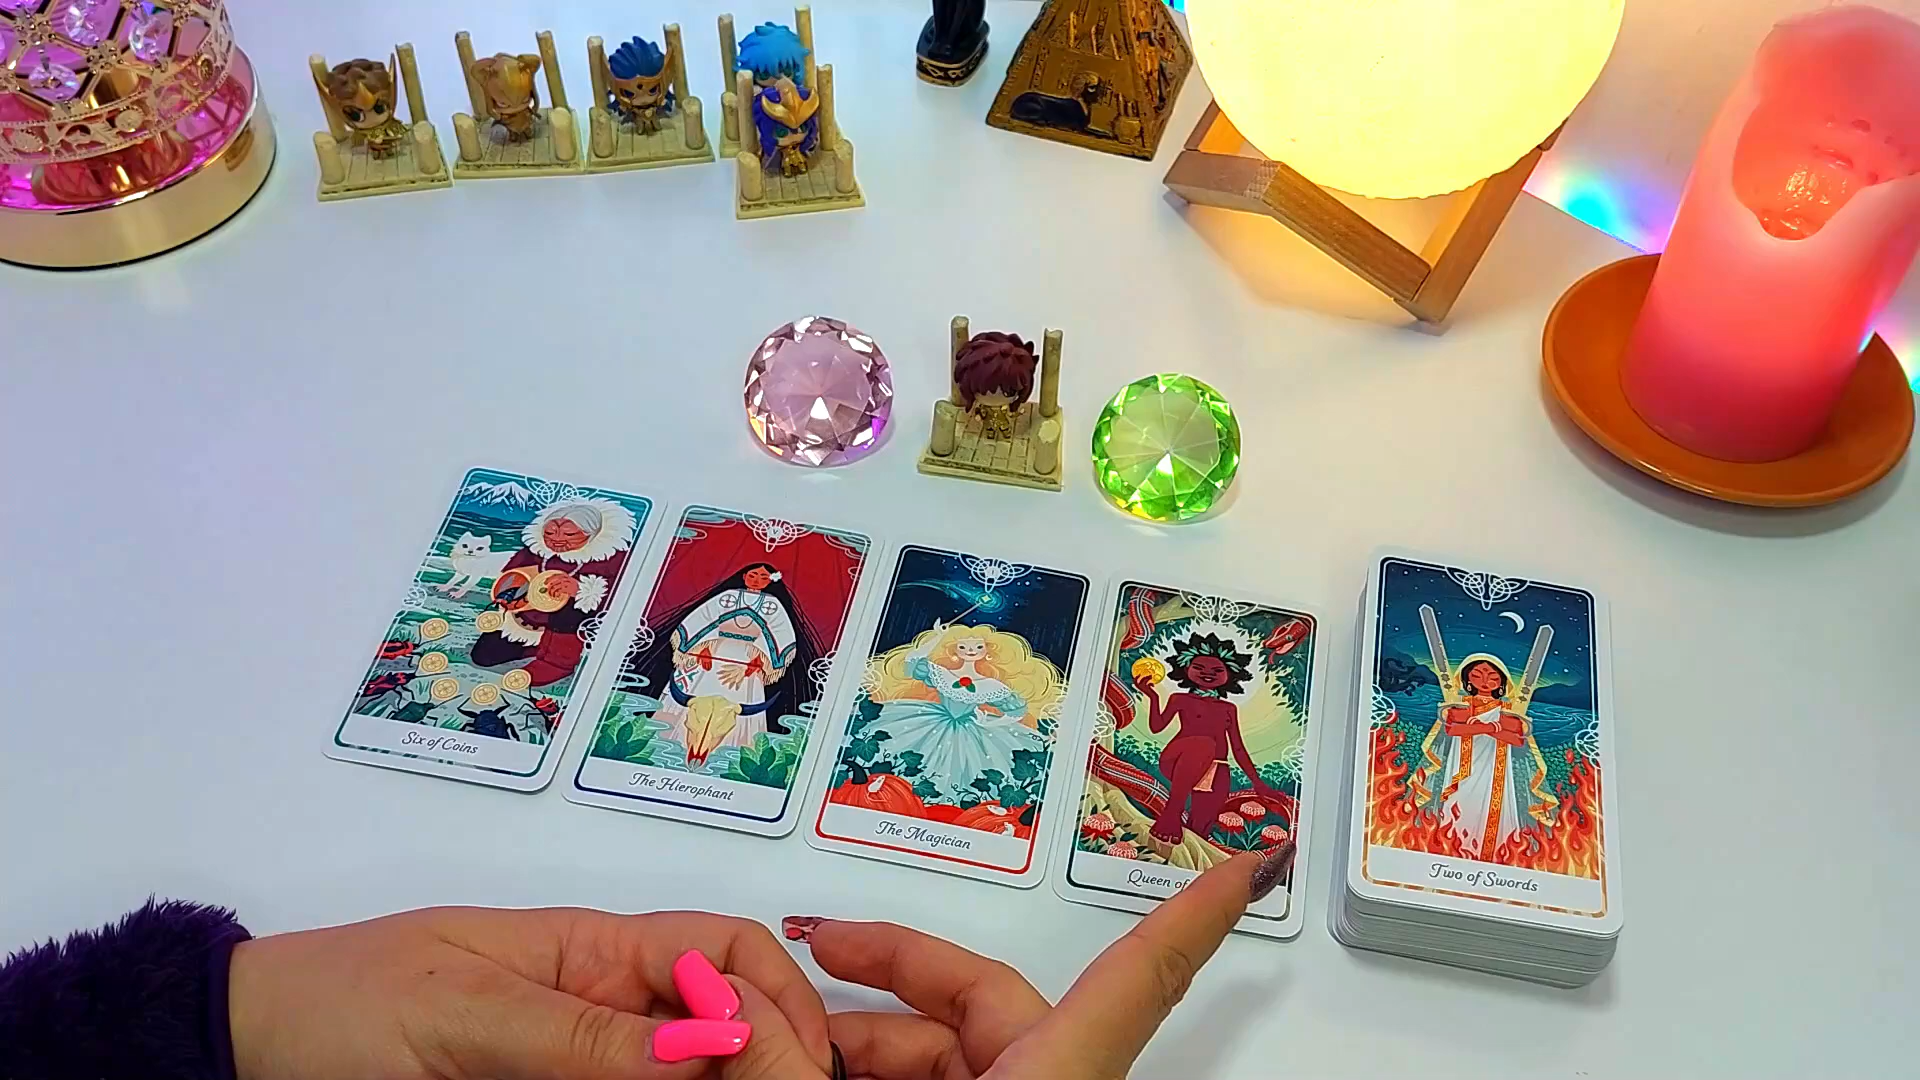 Six of Coins
V
The Hierophant
I
The Magician
Queen of
Two of Swords